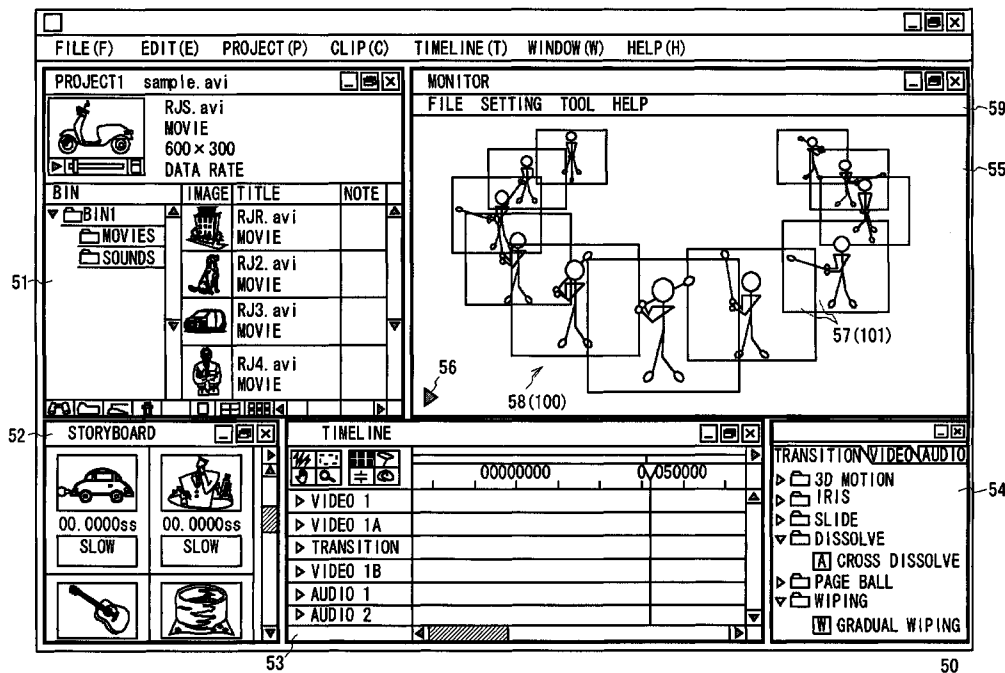 FILE(F) EDIT(E) PROJECT(P) CLIP(C) TIMELINE(T) WINDOW(W) HELP(H)
PROJECT1 sample.avi
RJS.avi
MOVIE
600×300
DATA RATE
BIN
IMAGE TITLE NOTE
BIN1
MOVIES
SOUNDS
RJR.avi
MOVIE
RJ2.avi
MOVIE
RJ3.avi
MOVIE
RJ4.avi
MOVIE
51
MONITOR
FILE SETTING TOOL HELP
59
55
57(101)
56
58(100)
52
STORYBOARD
00.0000ss 00.0000ss
SLOW SLOW
TIMELINE
00000000 0,050000
VIDEO 1
VIDEO 1A
TRANSITION
VIDEO 1B
AUDIO 1
AUDIO 2
53
TRANSITION VIDEO AUDIO
3D MOTION
IRIS
SLIDE
DISSOLVE
A CROSS DISSOLVE
PAGE BALL
WIPING
W GRADUAL WIPING
54
50